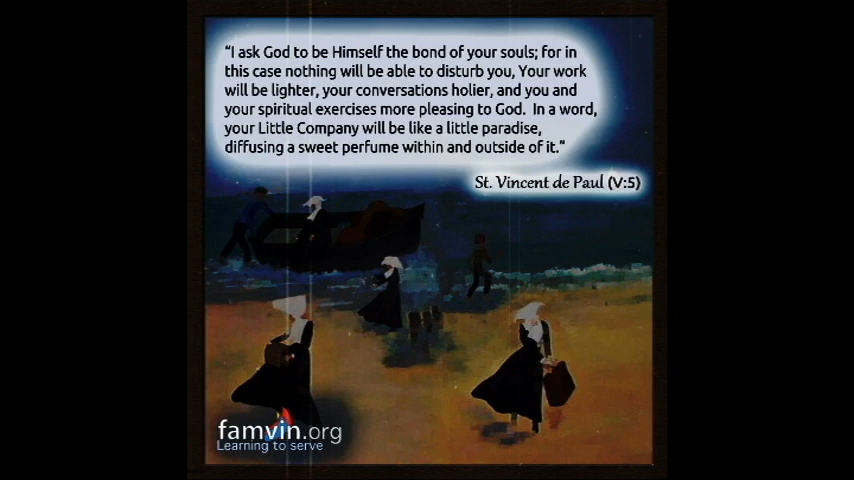 “I ask God to be Himself the bond of your souls; for in
this case nothing will be able to disturb you, Your work
will be lighter, your conversations holier, and you and
your spiritual exercises more pleasing to God. In a word,
your Little Company will be like a little paradise,
diffusing a sweet perfume within and outside of it.”
St. Vincent de Paul (V:5)
famvin.org
Learning to serve